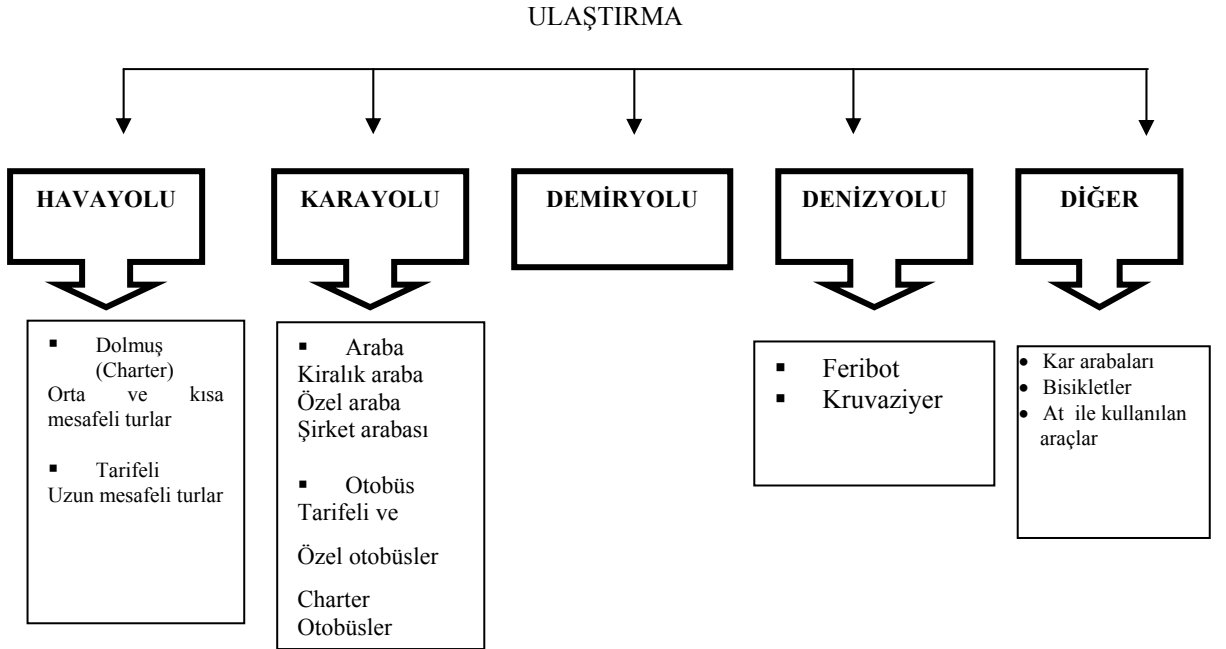 ULAŞTIRMA
HAVAYOLU
KARAYOLU
DEMİRYOLU
DENİZYOLU
DİĞER
▪ Dolmuş
(Charter)
Orta ve kısa
mesafeli turlar
▪ Tarifeli
Uzun mesafeli turlar
▪ Araba
Kiralık araba
Özel araba
Şirket arabası
▪ Otobüs
Tarifeli ve
Özel otobüsler
Charter
Otobüsler
▪ Feribot
▪ Kruvaziyer
• Kar arabaları
• Bisikletler
• At ile kullanılan
araçlar